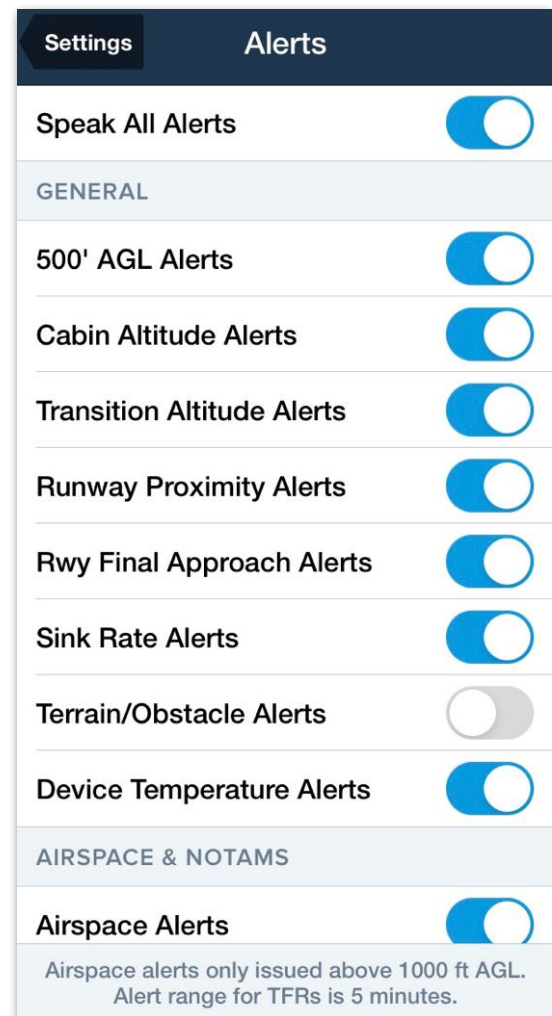 Settings
Alerts
Speak All Alerts
GENERAL
500' AGL Alerts
Cabin Altitude Alerts
Transition Altitude Alerts
Runway Proximity Alerts
Rwy Final Approach Alerts
Sink Rate Alerts
Terrain/Obstacle Alerts
Device Temperature Alerts
AIRSPACE & NOTAMS
Airspace Alerts
Airspace alerts only issued above 1000 ft AGL.
Alert range for TFRs is 5 minutes.